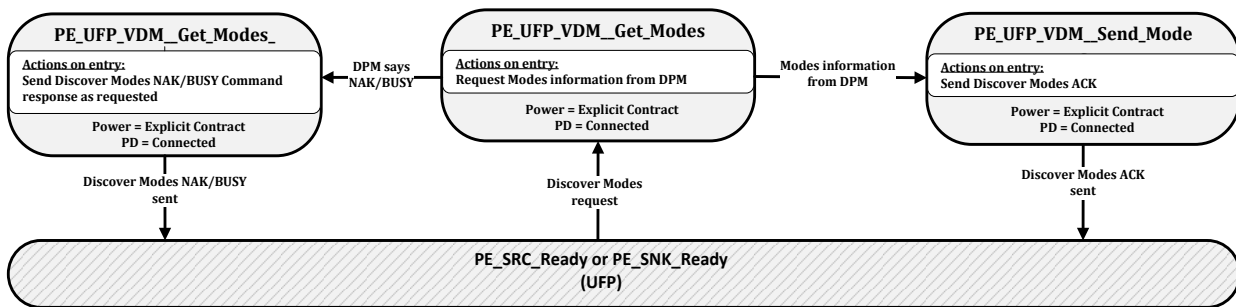 PE_UFP_VDM__Get_Modes_
Actions on entry:
Send Discover Modes NAK/BUSY Command
response as requested
Power = Explicit Contract
PD = Connected
DPM says
NAK/BUSY
PE_UFP_VDM__Get_Modes
Actions on entry:
Request Modes information from DPM
Power = Explicit Contract
PD = Connected
Modes information
from DPM
PE_UFP_VDM__Send_Mode
Actions on entry:
Send Discover Modes ACK
Power = Explicit Contract
PD = Connected
Discover Modes NAK/BUSY
sent
Discover Modes
request
Discover Modes ACK
sent
PE_SRC_Ready or PE_SNK_Ready
(UFP)